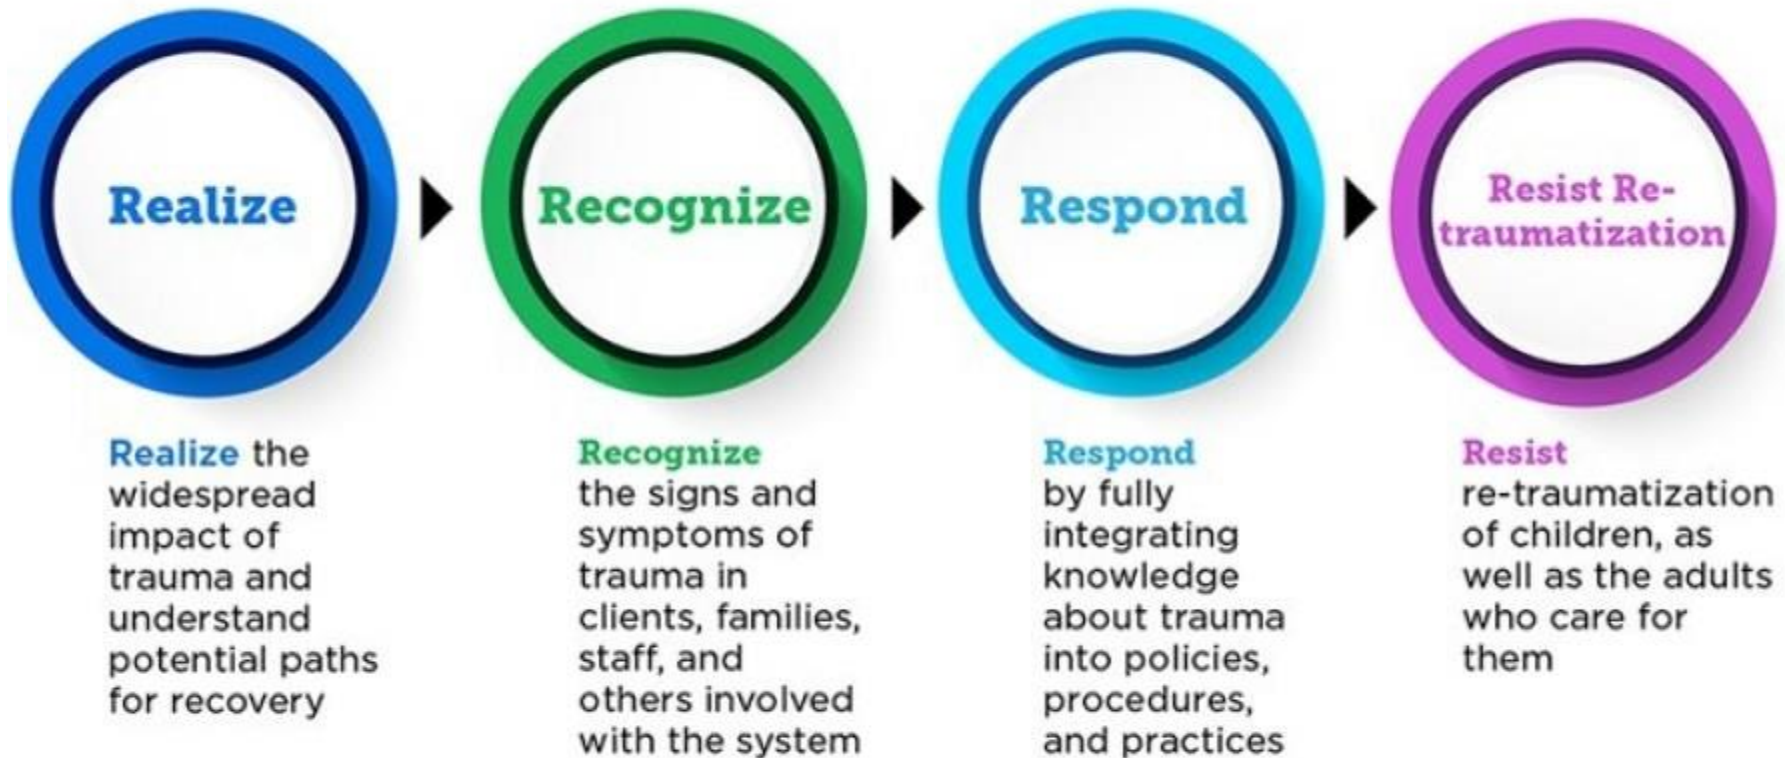 Realize
Recognize
Respond
Resist Re-
traumatization
Realize the
widespread
impact of
trauma and
understand
potential paths
for recovery
Recognize
the signs and
symptoms of
trauma in
clients, families,
staff, and
others involved
with the system
Respond
by fully
integrating
knowledge
about trauma
into policies,
procedures,
and practices
Resist
re-traumatization
of children, as
well as the adults
who care for
them